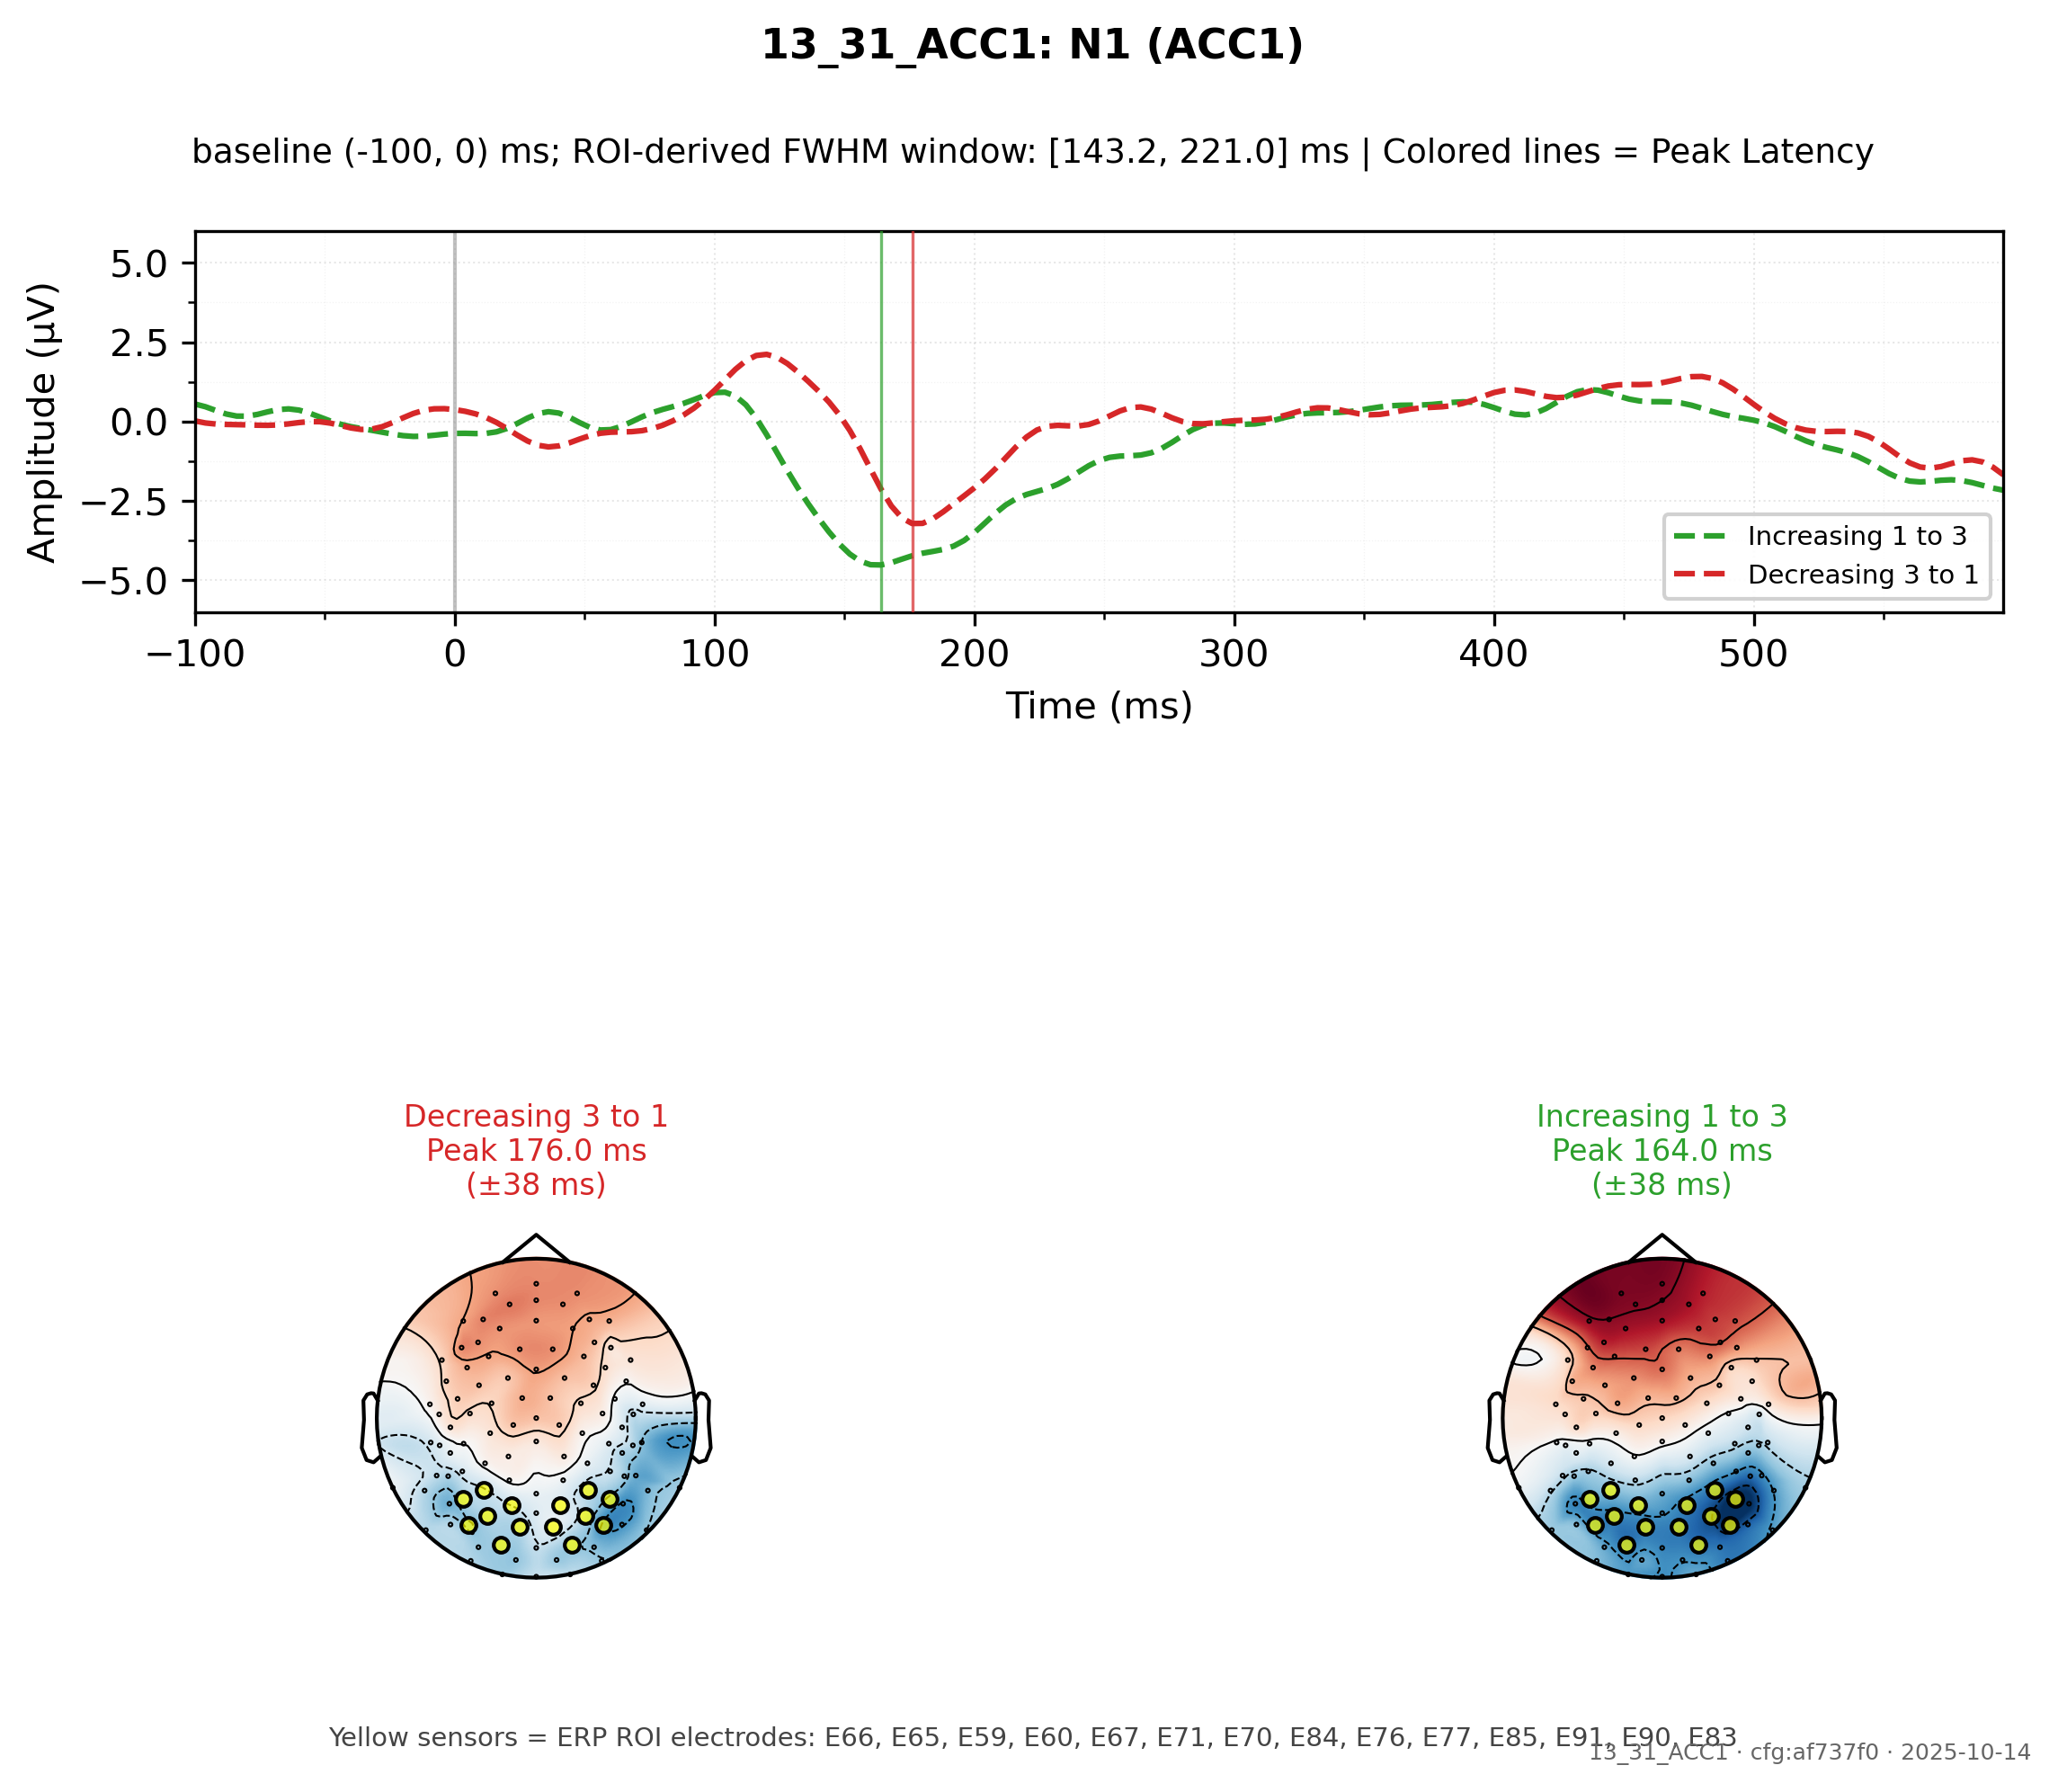 13_31_ACC1: N1 (ACC1)
baseline (-100, 0) ms; ROI-derived FWHM window: [143.2, 221.0] ms | Colored lines = Peak Latency
Amplitude (µV)
5.0
2.5
0.0
−2.5
−5.0
Increasing 1 to 3
Decreasing 3 to 1
−100
0
100
200
300
400
500
Time (ms)
Decreasing 3 to 1
Peak 176.0 ms
(±38 ms)
Increasing 1 to 3
Peak 164.0 ms
(±38 ms)
Yellow sensors = ERP ROI electrodes: E66, E65, E59, E60, E67, E71, E70, E84, E76, E77, E85, E91, E90, E83
13_31_ACC1 · cfg:af737f0 · 2025-10-14